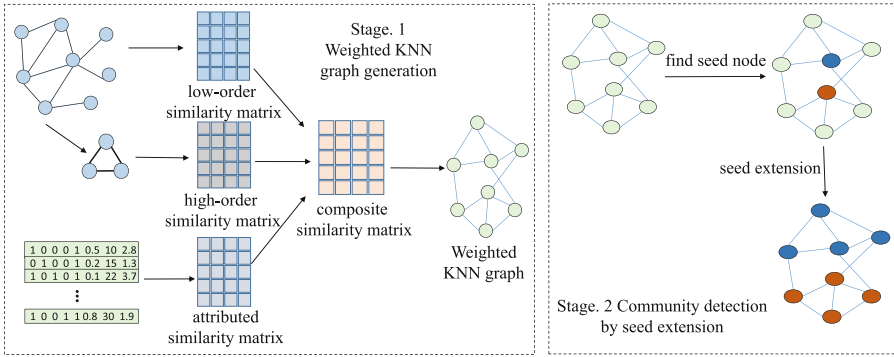 Stage. 1
Weighted KNN
graph generation
low-order
similarity matrix
high-order
similarity matrix
composite
similarity matrix
Weighted
KNN graph
1 0 0 0 1 0.5 10 2.8
0 1 0 0 1 0.2 15 1.3
1 0 1 0 1 0.1 22 3.7
1 0 0 1 1 0.8 30 1.9
attributed
similarity matrix
find seed node
seed extension
Stage. 2 Community detection
by seed extension